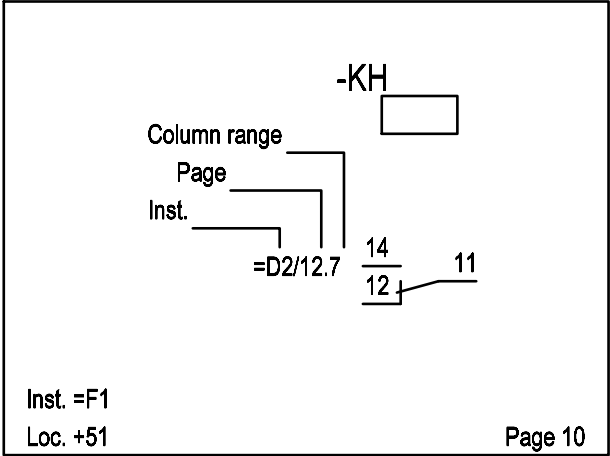 -KH
Column range
Page
Inst.
=D2/12.7
14
12
11
Inst. =F1
Loc. +51
Page 10